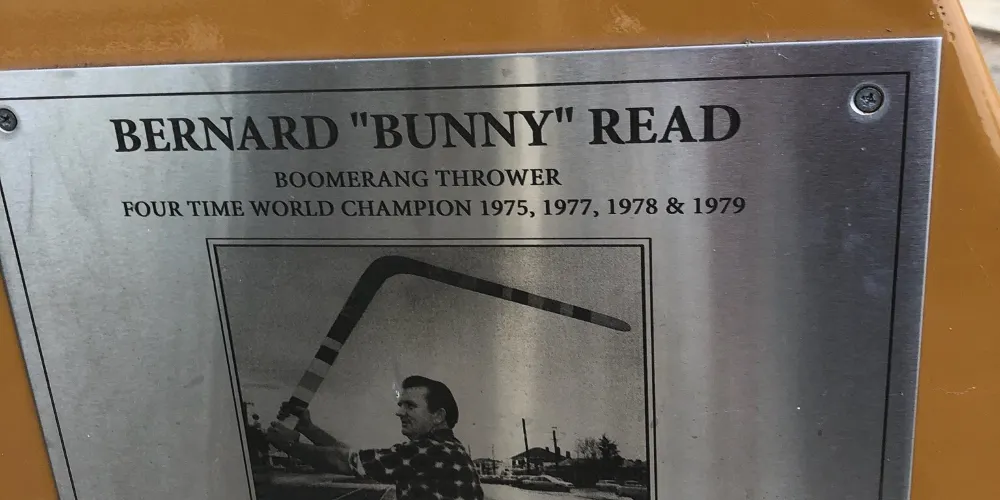 BERNARD "BUNNY" READ
BOOMERANG THROWER
FOUR TIME WORLD CHAMPION 1975, 1977, 1978 & 1979